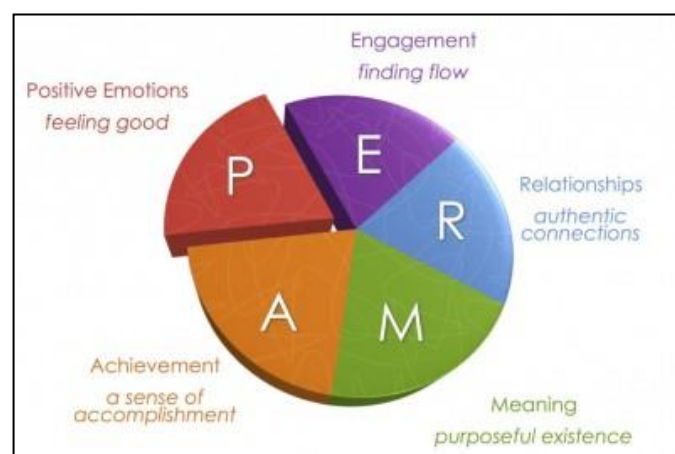 Engagement
finding flow
Positive Emotions
feeling good
P
E
Relationships
authentic
connections
R
A
M
Achievement
a sense of
accomplishment
Meaning
purposeful existence